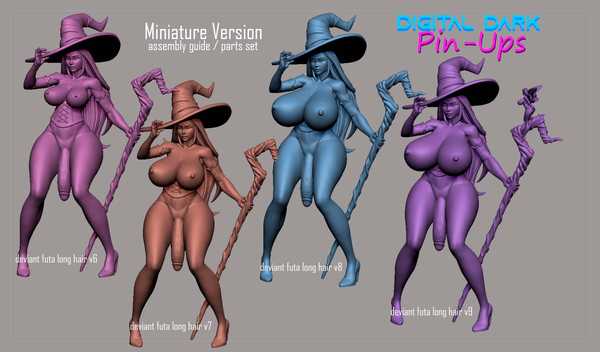 Miniature Version
assembly guide / parts set
DIGITAL DARK
Pin-Ups
deviant futa long hair v6
deviant futa long hair v7
deviant futa long hair v8
deviant futa long hair v9